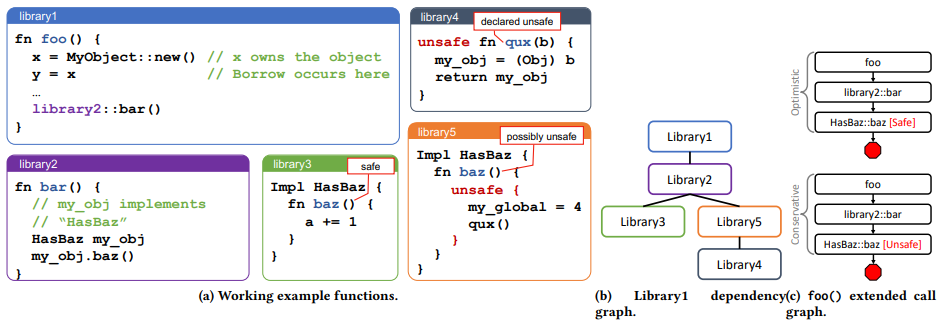 library1
fn foo() {
x = MyObject::new() // x owns the object
y = x // Borrow occurs here
…
library2::bar()
}
library4
declared unsafe
unsafe fn qux(b) {
my_obj = (Obj) b
return my_obj
}
library2
fn bar() {
// my_obj implements
// “HasBaz”
HasBaz my_obj
my_obj.baz()
}
library3
safe
Impl HasBaz {
fn baz() {
a += 1
}
}
library5
possibly unsafe
Impl HasBaz {
fn baz() {
unsafe {
my_global = 4
qux()
}
}
}
(a) Working example functions.
Library1
Library2
Library3
Library5
Library4
(b) Library1 dependency graph.
Optimistic
foo
library2::bar
HasBaz::baz [Safe]
Conservative
foo
library2::bar
HasBaz::baz [Unsafe]
(c) foo() extended call graph.